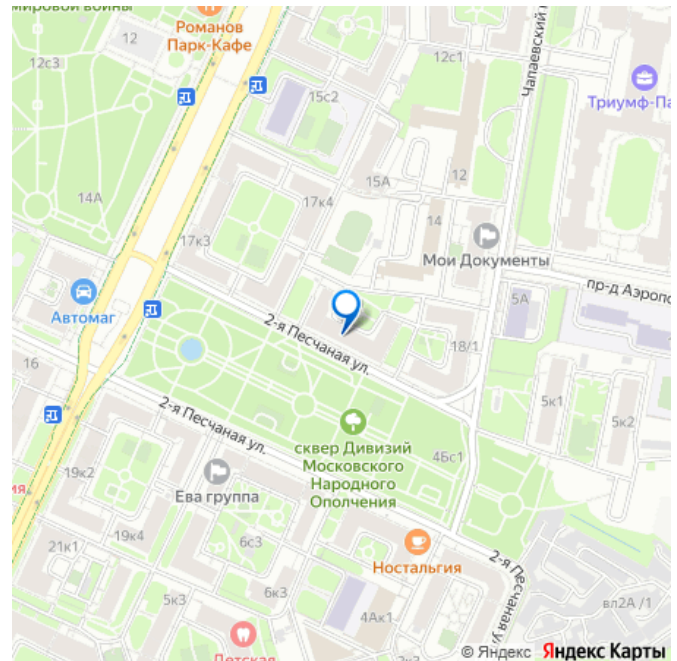 мировой войны
Романов
Парк-Кафе
12
12с3
12с1
15с2
Чапаевский
Триумф-Па
14А
17к4
15А
12
14
17к3
Мои Документы
пр-д Аэропо
5А
Автомаг
2-я Песчаная ул.
18/1
16
5к1
5к2
2-я Песчаная ул.
сквер Дивизий
Московского
Народного
Ополчения
4Бс1
19к2
ия
Ева группа
19к4
21к1
6с3
Ностальгия
2-я Песчаная ул
5к3
6к3
4Ак1
вл2А /1
Детская
2к3
© Яндекс Яндекс Карты